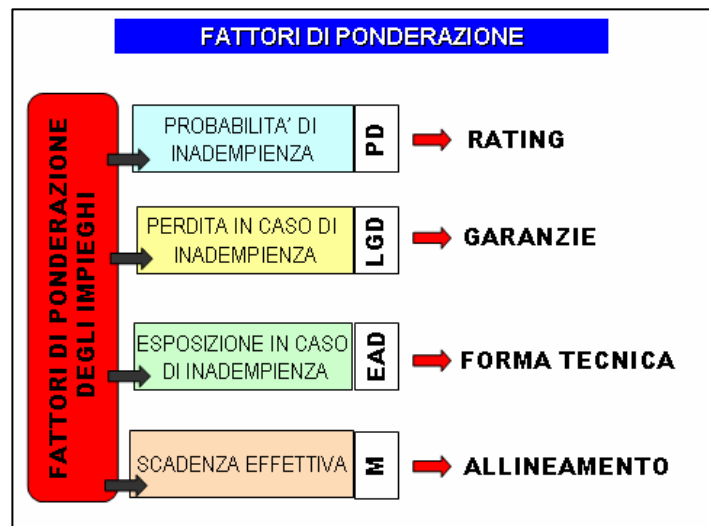 FATTORI DI PONDERAZIONE
FATTORI DI PONDERAZIONE
DEGLI IMPIEGHI
PROBABILITA' DI
INADEMPIENZA
PD
RATING
PERDITA IN CASO DI
INADEMPIENZA
LGD
GARANZIE
ESPOSIZIONE IN CASO
DI INADEMPIENZA
EAD
FORMA TECNICA
SCADENZA EFFETTIVA
M
ALLINEAMENTO